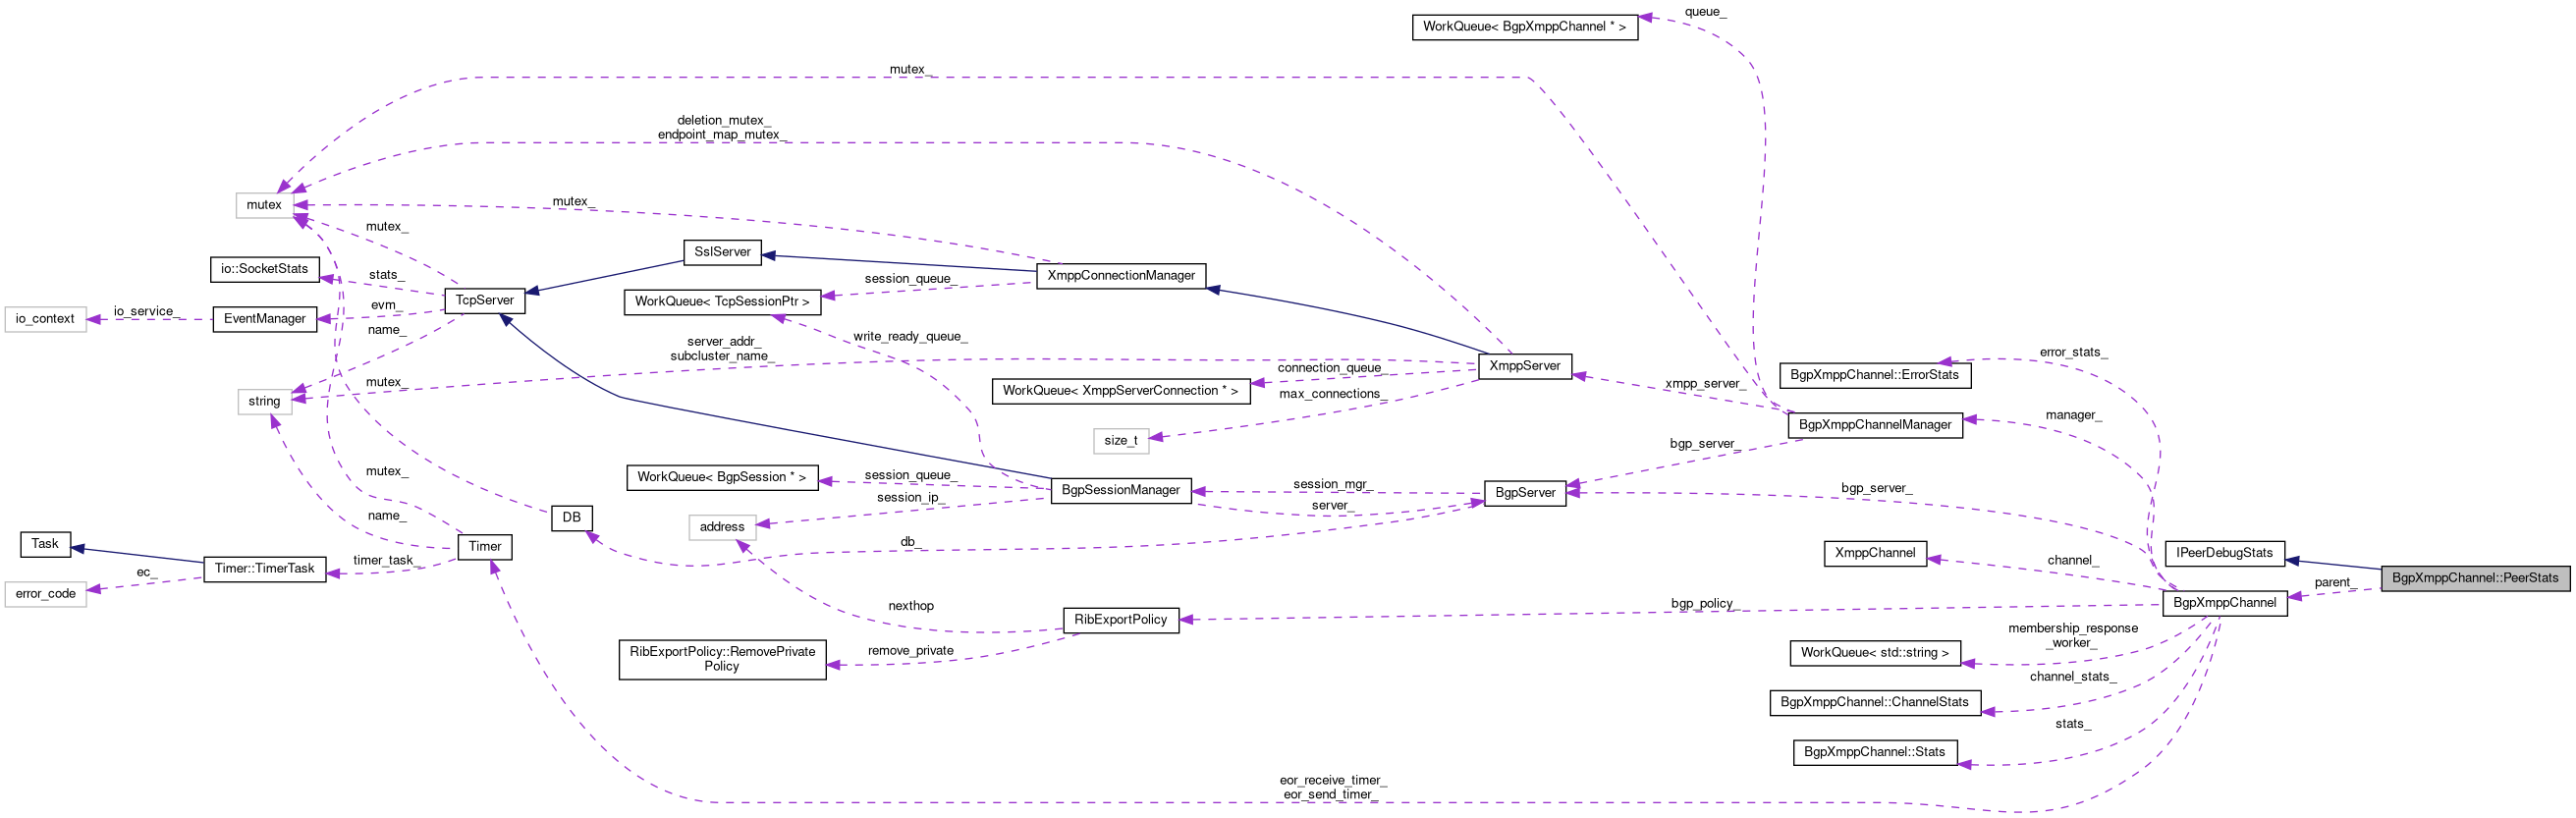 queue_
WorkQueue< BgpXmppChannel * >
mutex_
deletion_mutex_
endpoint_map_mutex_
mutex
mutex_
mutex_
SslServer
io::SocketStats
stats_
XmppConnectionManager
session_queue_
TcpServer
WorkQueue< TcpSessionPtr >
evm_
io_context
io_service_
EventManager
name_
write_ready_queue_
server_addr_
subcluster_name_
error_stats_
XmppServer
connection_queue_
BgpXmppChannel::ErrorStats
mutex_
xmpp_server_
WorkQueue< XmppServerConnection * >
max_connections_
string
manager_
BgpXmppChannelManager
size_t
bgp_server_
mutex_
WorkQueue< BgpSession * >
session_queue_
session_mgr_
bgp_server_
BgpSessionManager
BgpServer
session_ip_
server_
name_
DB
address
db_
Task
Timer
IPeerDebugStats
XmppChannel
channel_
timer_task_
Timer::TimerTask
ec_
BgpXmppChannel::PeerStats
parent_
error_code
nexthop
bgp_policy_
BgpXmppChannel
RibExportPolicy
membership_response
_worker_
RibExportPolicy::RemovePrivate
Policy
remove_private
WorkQueue< std::string >
channel_stats_
BgpXmppChannel::ChannelStats
stats_
BgpXmppChannel::Stats
eor_receive_timer_
eor_send_timer_